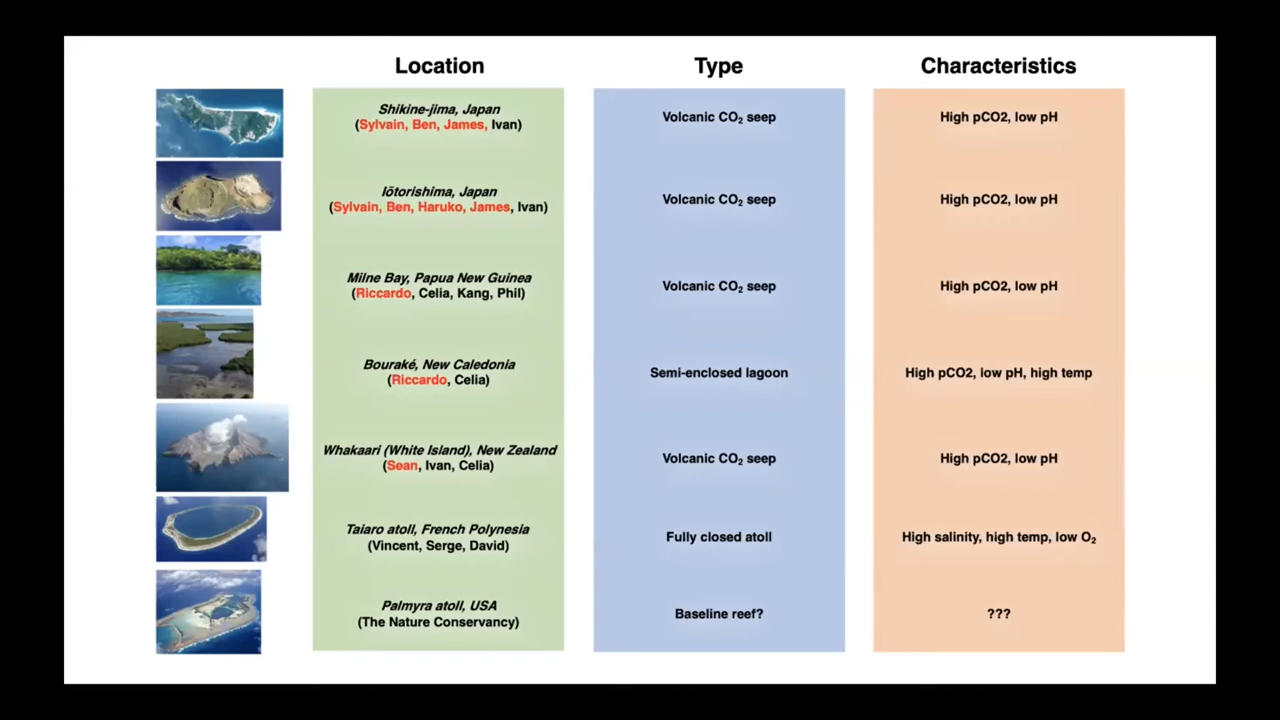 Location Type Characteristics
Shikine-jima, Japan
(Sylvain, Ben, James, Ivan)
Volcanic CO₂ seep
High pCO2, low pH
Iōtorishima, Japan
(Sylvain, Ben, Haruko, James, Ivan)
Volcanic CO₂ seep
High pCO2, low pH
Milne Bay, Papua New Guinea
(Riccardo, Celia, Kang, Phil)
Volcanic CO₂ seep
High pCO2, low pH
Bouraké, New Caledonia
(Riccardo, Celia)
Semi-enclosed lagoon
High pCO2, low pH, high temp
Whakaari (White Island), New Zealand
(Sean, Ivan, Celia)
Volcanic CO₂ seep
High pCO2, low pH
Taiaro atoll, French Polynesia
(Vincent, Serge, David)
Fully closed atoll
High salinity, high temp, low O₂
Palmyra atoll, USA
(The Nature Conservancy)
Baseline reef?
???